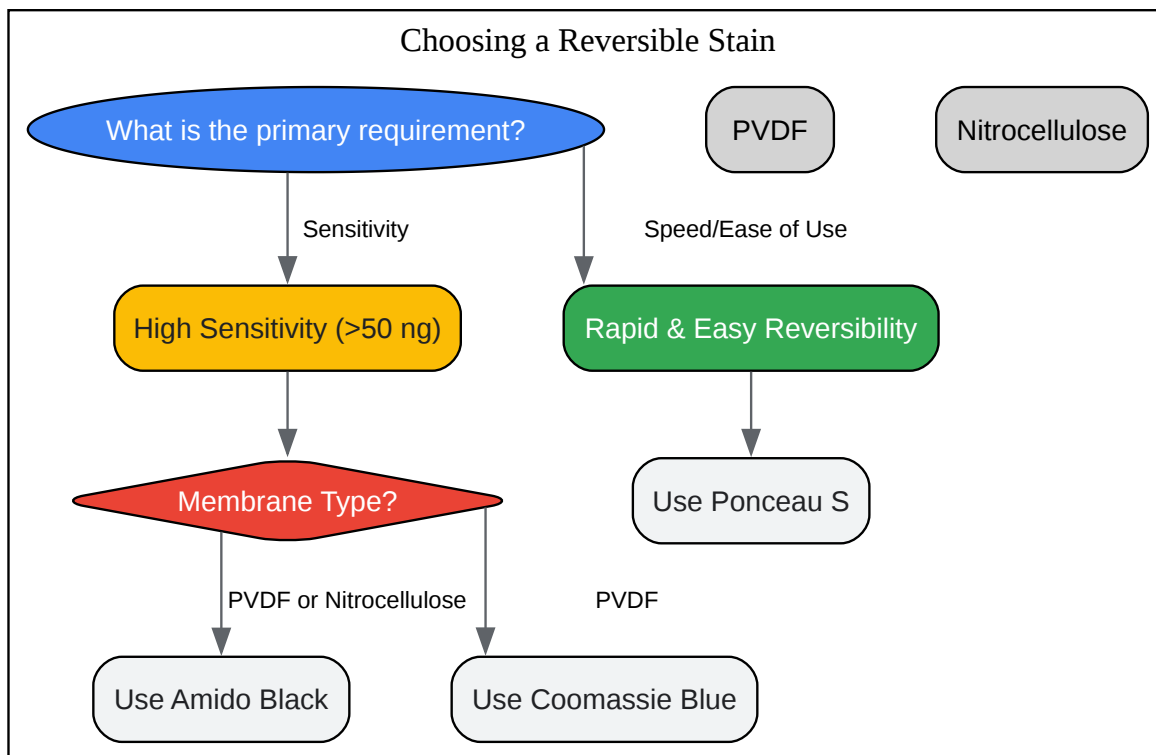 Choosing a Reversible Stain
What is the primary requirement?
PVDF
Nitrocellulose
Sensitivity
Speed/Ease of Use
High Sensitivity (>50 ng)
Rapid & Easy Reversibility
Membrane Type?
Use Ponceau S
PVDF or Nitrocellulose
PVDF
Use Amido Black
Use Coomassie Blue